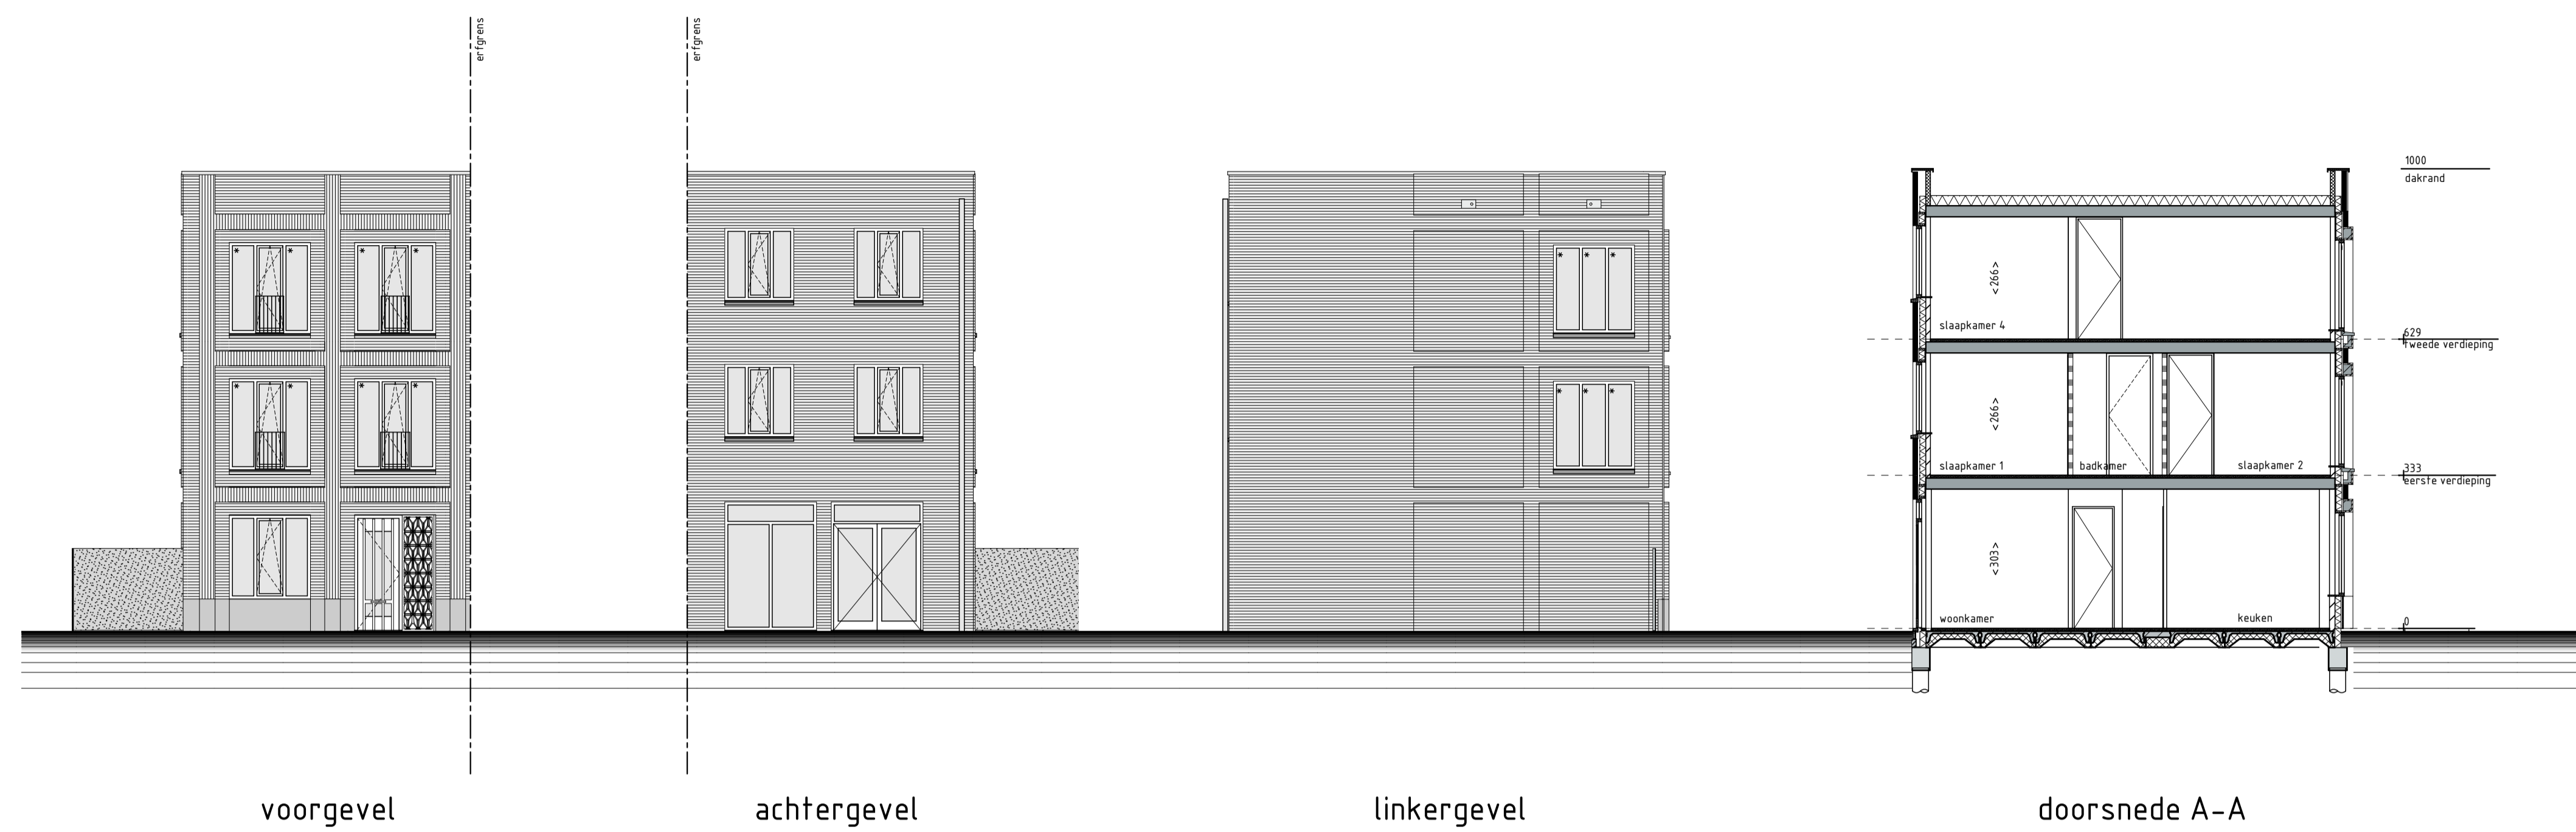 erfgrens
erfgrens
1000
dakrand
<266>
slaapkamer 4
629
tweede verdieping
<266>
slaapkamer 1
badkamer
slaapkamer 2
333
eerste verdieping
<303>
woonkamer
keuken
0
voorgevel
achtergevel
linkergevel
doorsnede A-A